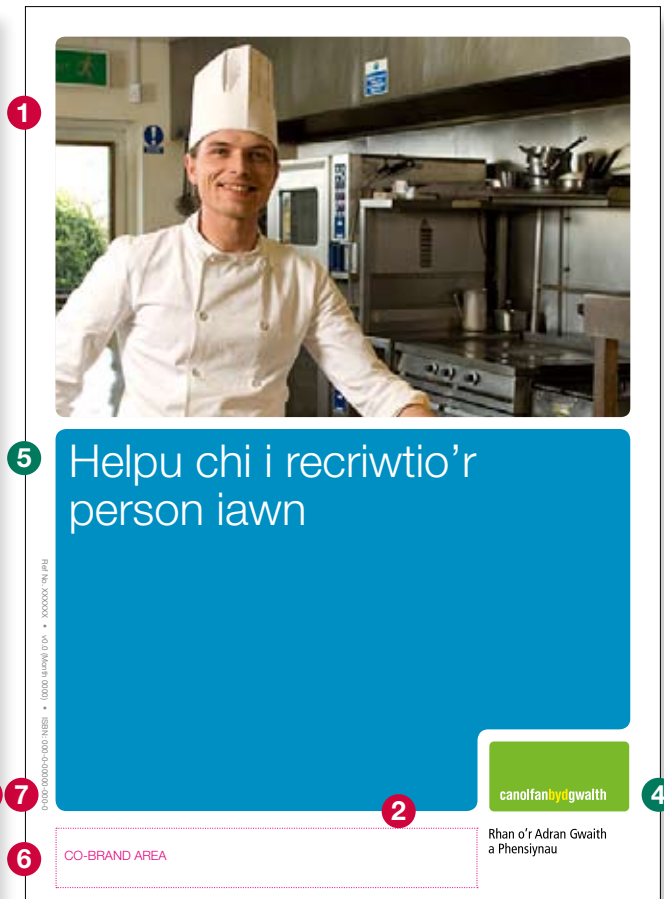 1
5
Helpu chi i recriwtio'r
person iawn
Ref No. XXXXXX • v0.0 (Month 0000) • ISBN: 000-0-00000-000-0
7
canolfanbydgwaith
4
2
Rhan o'r Adran Gwaith
a Phensiynau
6
CO-BRAND AREA